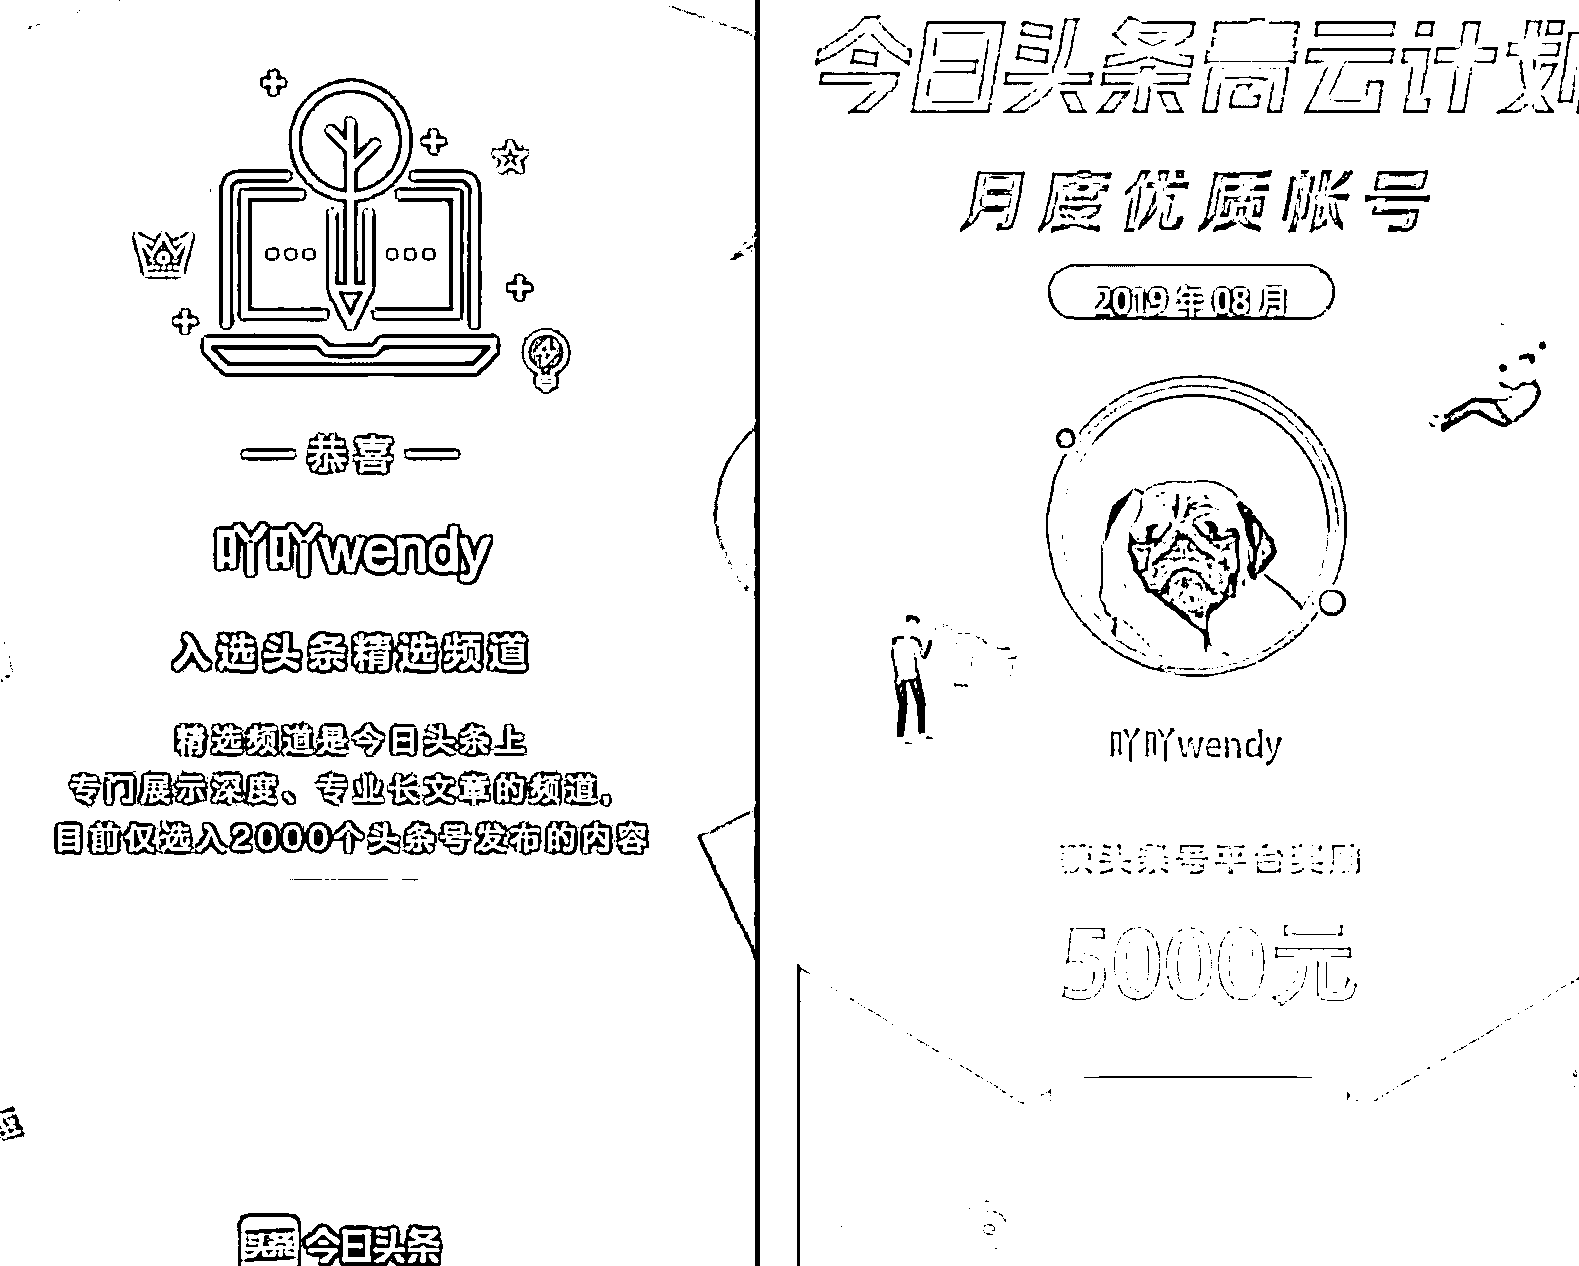 恭喜
吖吖wendy
入选头条精选频道
精选频道是今日头条上
专门展示深度、专业长文章的频道。
目前仅选入2000个头条号发布的内容
头条 今日头条
今日头条青云计划
月度优质帐号
2019年08月
吖吖wendy
获头条号平台奖励
5000元